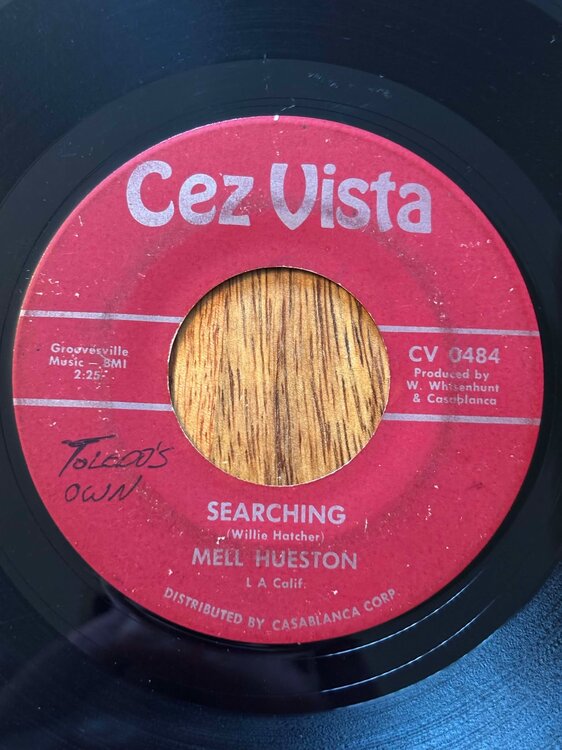 Cez Vista
Groovesville
Music — BMI
2:25
CV 0484
Produced by
W. Whisenhunt
& Casablanca
TOLEDO'S
OWN
SEARCHING
(Willie Hatcher)
MELL HUESTON
L A Calif.
DISTRIBUTED BY CASABLANCA CORP.